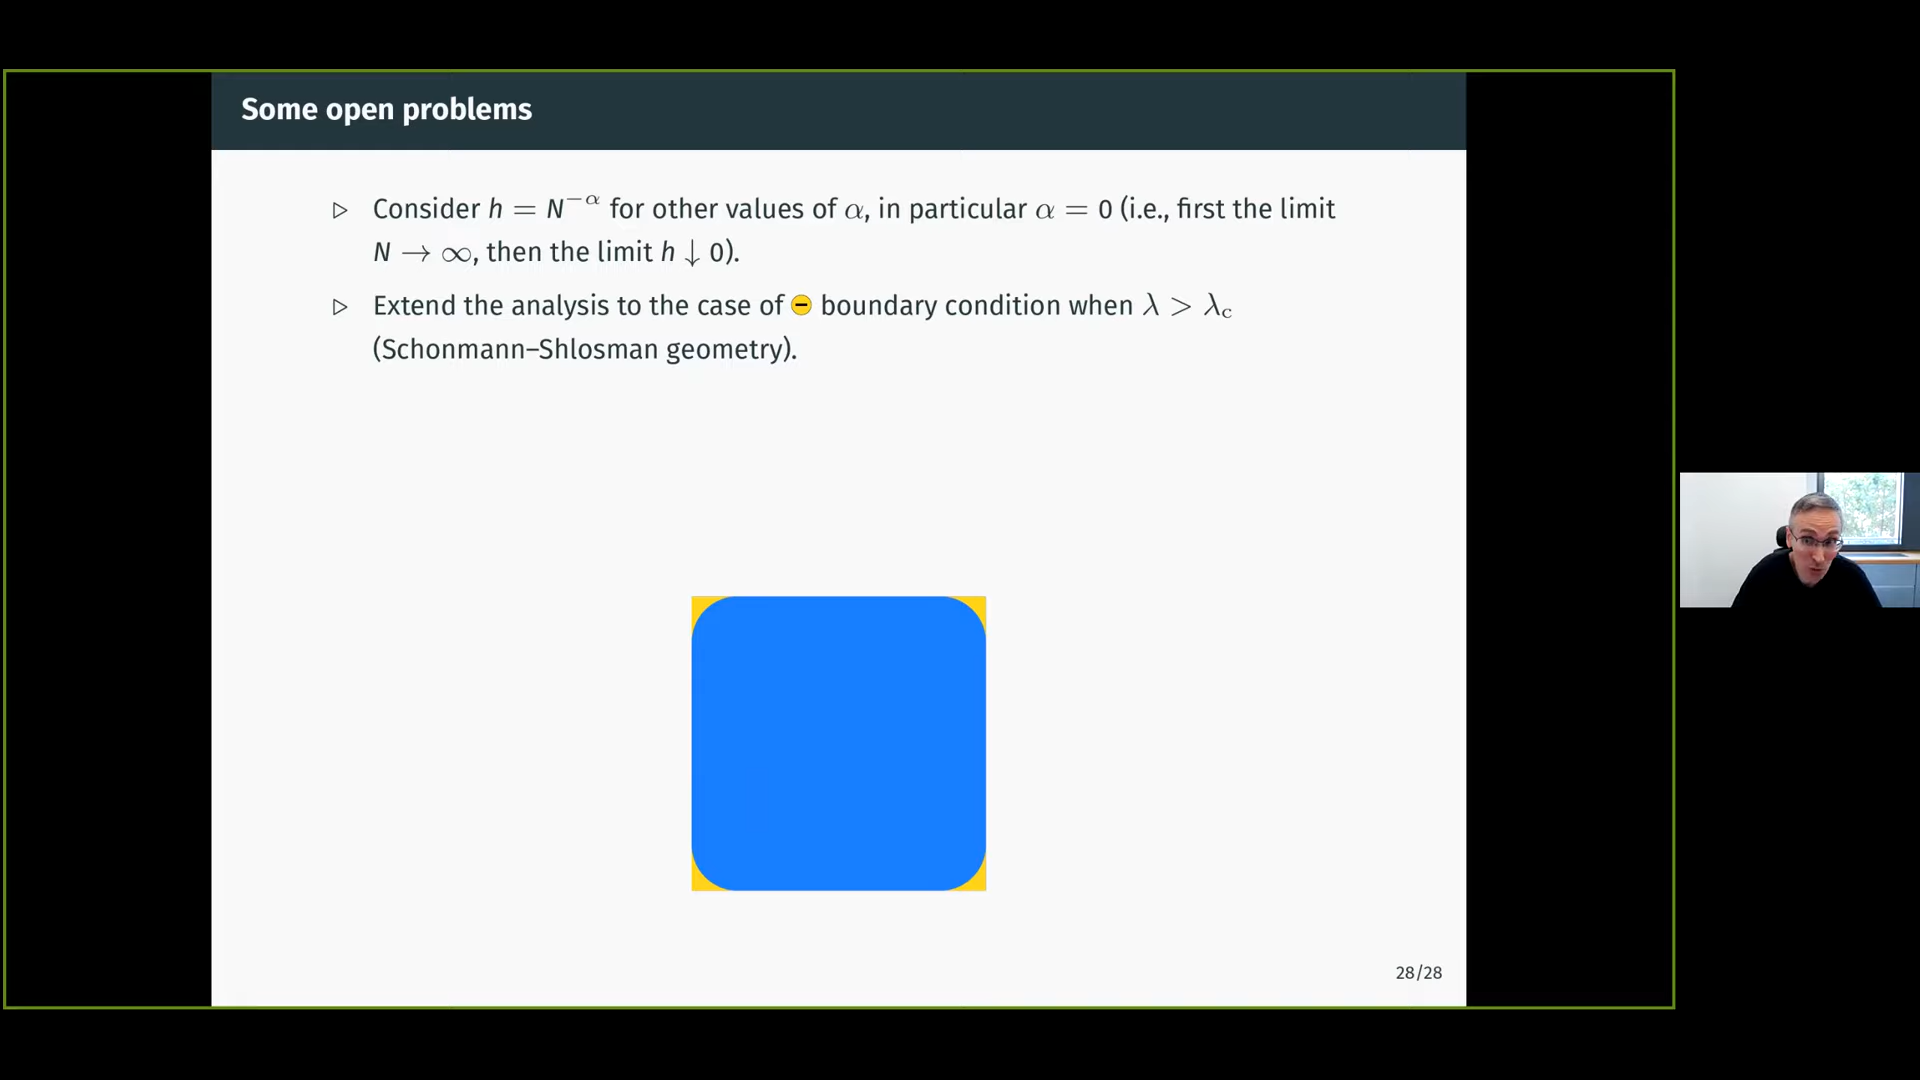 Some open problems
▷ Consider h = N^{−α} for other values of α, in particular α = 0 (i.e., first the limit
N → ∞, then the limit h ↓ 0).
▷ Extend the analysis to the case of ⊖ boundary condition when λ > λ_c
(Schonmann–Shlosman geometry).
28/28